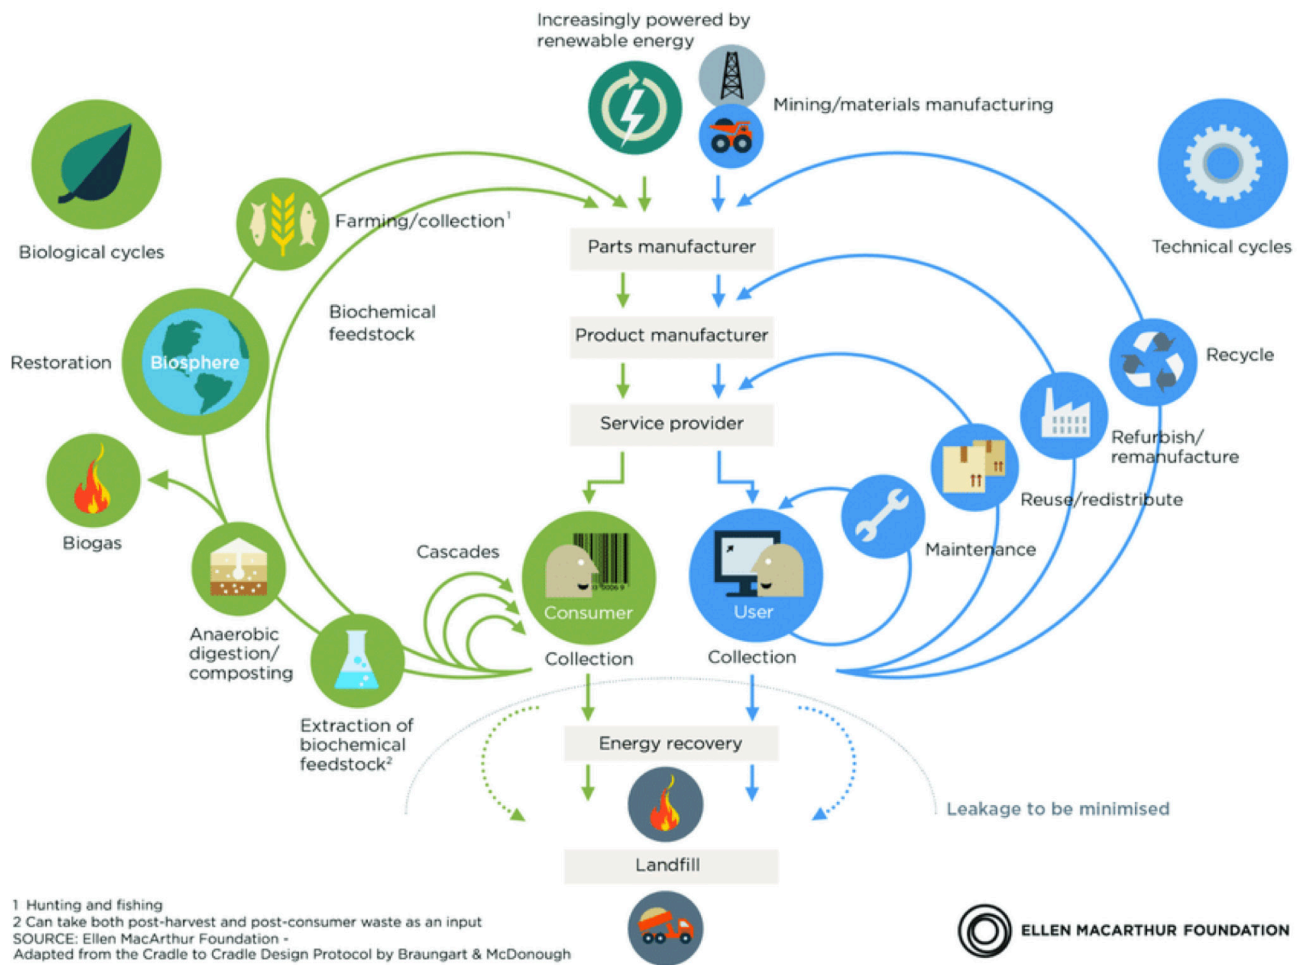 Increasingly powered by
renewable energy
Mining/materials manufacturing
Biological cycles
Farming/collection¹
Parts manufacturer
Technical cycles
Biochemical
feedstock
Product manufacturer
Restoration
Biosphere
Recycle
Service provider
Refurbish/
remanufacture
Reuse/redistribute
Biogas
Cascades
Maintenance
Consumer
User
Anaerobic
digestion/
composting
Collection
Collection
Extraction of
biochemical
feedstock²
Energy recovery
Leakage to be minimised
Landfill
1 Hunting and fishing
2 Can take both post-harvest and post-consumer waste as an input
SOURCE: Ellen MacArthur Foundation -
Adapted from the Cradle to Cradle Design Protocol by Braungart & McDonough
ELLEN MACARTHUR FOUNDATION